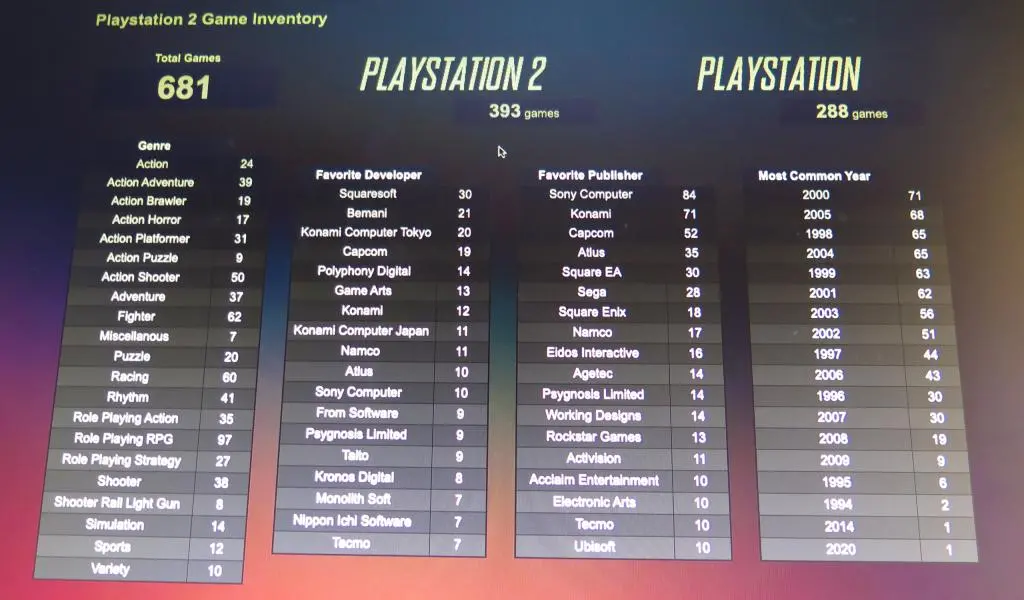 Playstation 2 Game Inventory
Total Games
681
PLAYSTATION 2
393 games
PLAYSTATION
288 games
Genre
Action 24
Action Adventure 39
Action Brawler 19
Action Horror 17
Action Platformer 31
Action Puzzle 9
Action Shooter 50
Adventure 37
Fighter 62
Miscellanous 7
Puzzle 20
Racing 60
Rhythm 41
Role Playing Action 35
Role Playing RPG 97
Role Playing Strategy 27
Shooter 38
Shooter Rail Light Gun 8
Simulation 14
Sports 12
Variety 10
Favorite Developer
Squaresoft 30
Bemani 21
Konami Computer Tokyo 20
Capcom 19
Polyphony Digital 14
Game Arts 13
Konami 12
Konami Computer Japan 11
Namco 11
Atlus 10
Sony Computer 10
From Software 9
Psygnosis Limited 9
Taito 9
Kronos Digital 8
Monolith Soft 7
Nippon Ichi Software 7
Tecmo 7
Favorite Publisher
Sony Computer 84
Konami 71
Capcom 52
Atlus 35
Square EA 30
Sega 28
Square Enix 18
Namco 17
Eidos Interactive 16
Agetec 14
Psygnosis Limited 14
Working Designs 14
Rockstar Games 13
Activision 11
Acclaim Entertainment 10
Electronic Arts 10
Tecmo 10
Ubisoft 10
Most Common Year
2000 71
2005 68
1998 65
2004 65
1999 63
2001 62
2003 56
2002 51
1997 44
2006 43
1996 30
2007 30
2008 19
2009 9
1995 6
1994 2
2014 1
2020 1